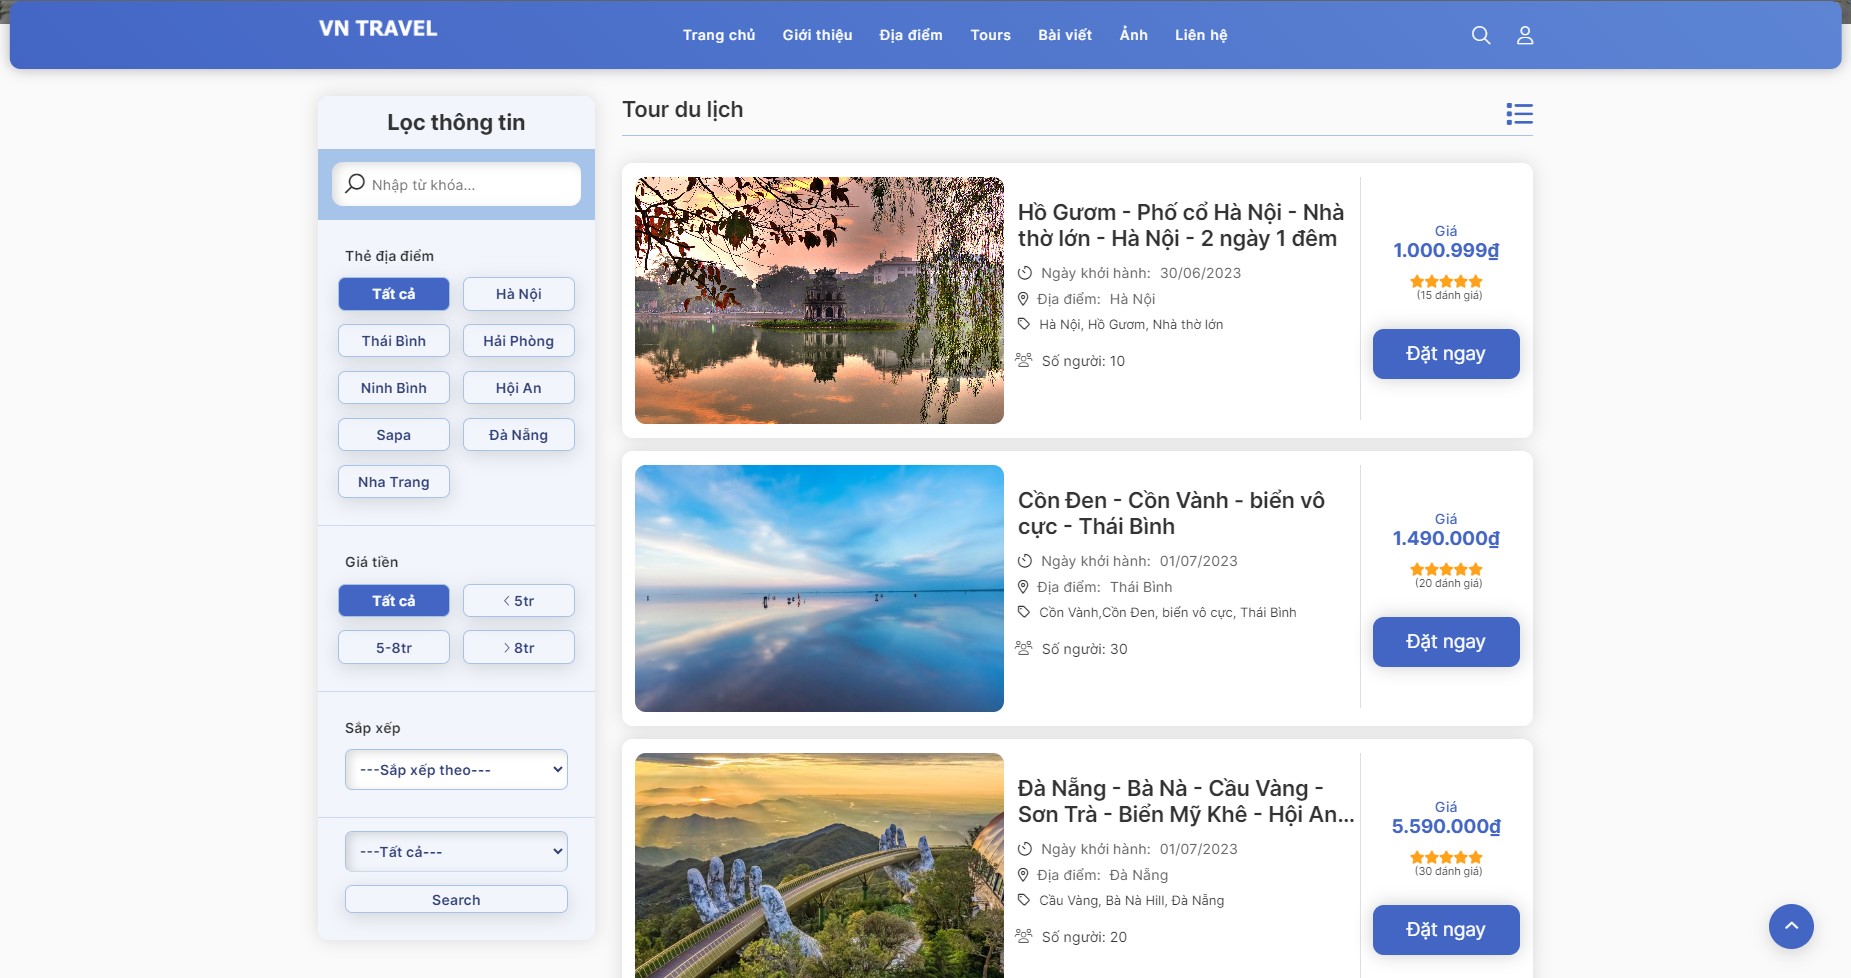 VN TRAVEL
Trang chủ
Giới thiệu
Địa điểm
Tours
Bài viết
Ảnh
Liên hệ
Lọc thông tin
Nhập từ khóa...
Thẻ địa điểm
Tất cả
Hà Nội
Thái Bình
Hải Phòng
Ninh Bình
Hội An
Sapa
Đà Nẵng
Nha Trang
Giá tiền
Tất cả
< 5tr
5-8tr
> 8tr
Sắp xếp
---Sắp xếp theo---
---Tất cả---
Search
Tour du lịch
Hồ Gươm - Phố cổ Hà Nội - Nhà
thờ lớn - Hà Nội - 2 ngày 1 đêm
Ngày khởi hành: 30/06/2023
Địa điểm: Hà Nội
Hà Nội, Hồ Gươm, Nhà thờ lớn
Số người: 10
Giá
1.000.999₫
(15 đánh giá)
Đặt ngay
Cồn Đen - Cồn Vành - biển vô
cực - Thái Bình
Ngày khởi hành: 01/07/2023
Địa điểm: Thái Bình
Cồn Vành,Cồn Đen, biển vô cực, Thái Bình
Số người: 30
Giá
1.490.000₫
(20 đánh giá)
Đặt ngay
Đà Nẵng - Bà Nà - Cầu Vàng -
Sơn Trà - Biển Mỹ Khê - Hội An...
Ngày khởi hành: 01/07/2023
Địa điểm: Đà Nẵng
Cầu Vàng, Bà Nà Hill, Đà Nẵng
Số người: 20
Giá
5.590.000₫
(30 đánh giá)
Đặt ngay